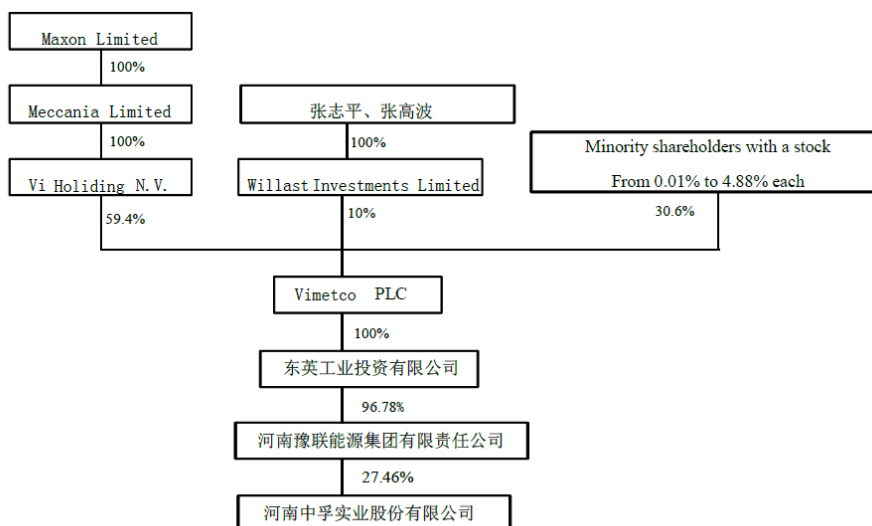 Maxon Limited
100%
Meccania Limited
张志平、张高波
100%
100%
Minority shareholders with a stock
From 0.01% to 4.88% each
Vi Holiding N.V.
Willast Investments Limited
59.4%
10%
30.6%
Vimetco PLC
100%
东英工业投资有限公司
96.78%
河南豫联能源集团有限责任公司
27.46%
河南中孚实业股份有限公司